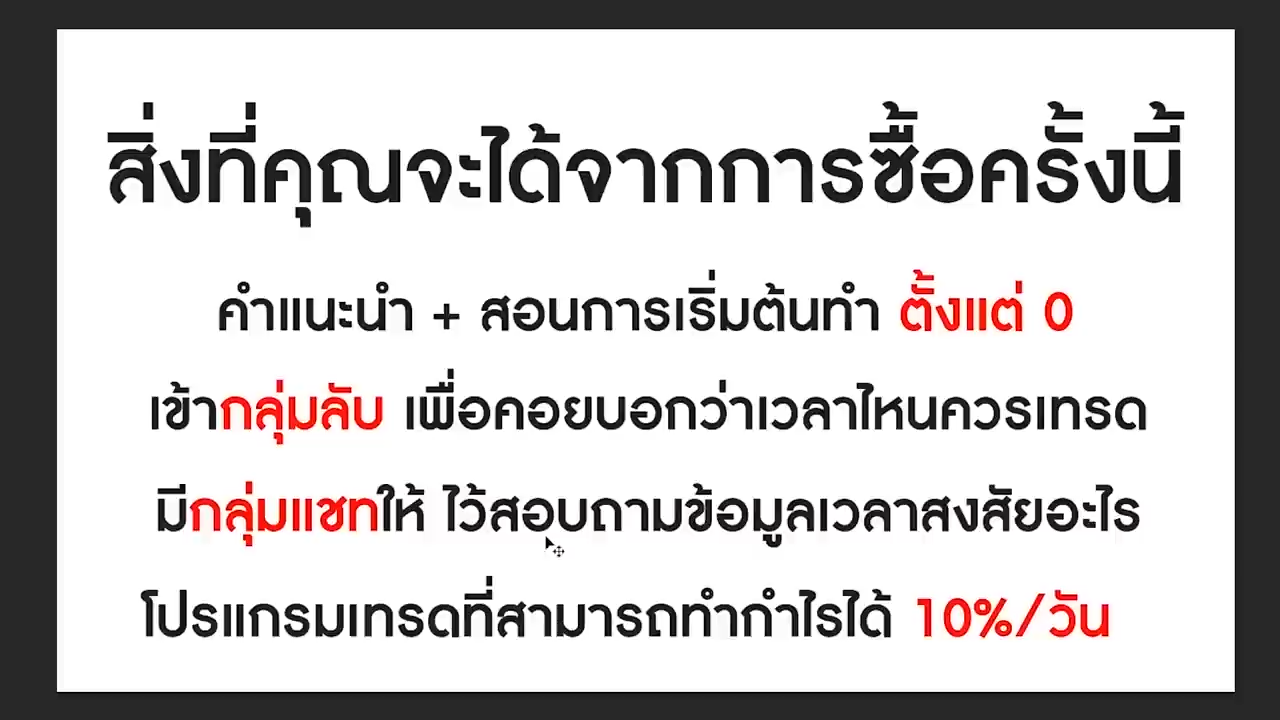 สิ่งที่คุณจะได้จากการซื้อครั้งนี้
คำแนะนำ + สอนการเริ่มต้นทำ ตั้งแต่ 0
เข้ากลุ่มลับ เพื่อคอยบอกว่าเวลาไหนควรเทรด
มีกลุ่มแชทให้ ไว้สอบถามข้อมูลเวลาสงสัยอะไร
โปรแกรมเทรดที่สามารถทำกำไรได้ 10%/วัน